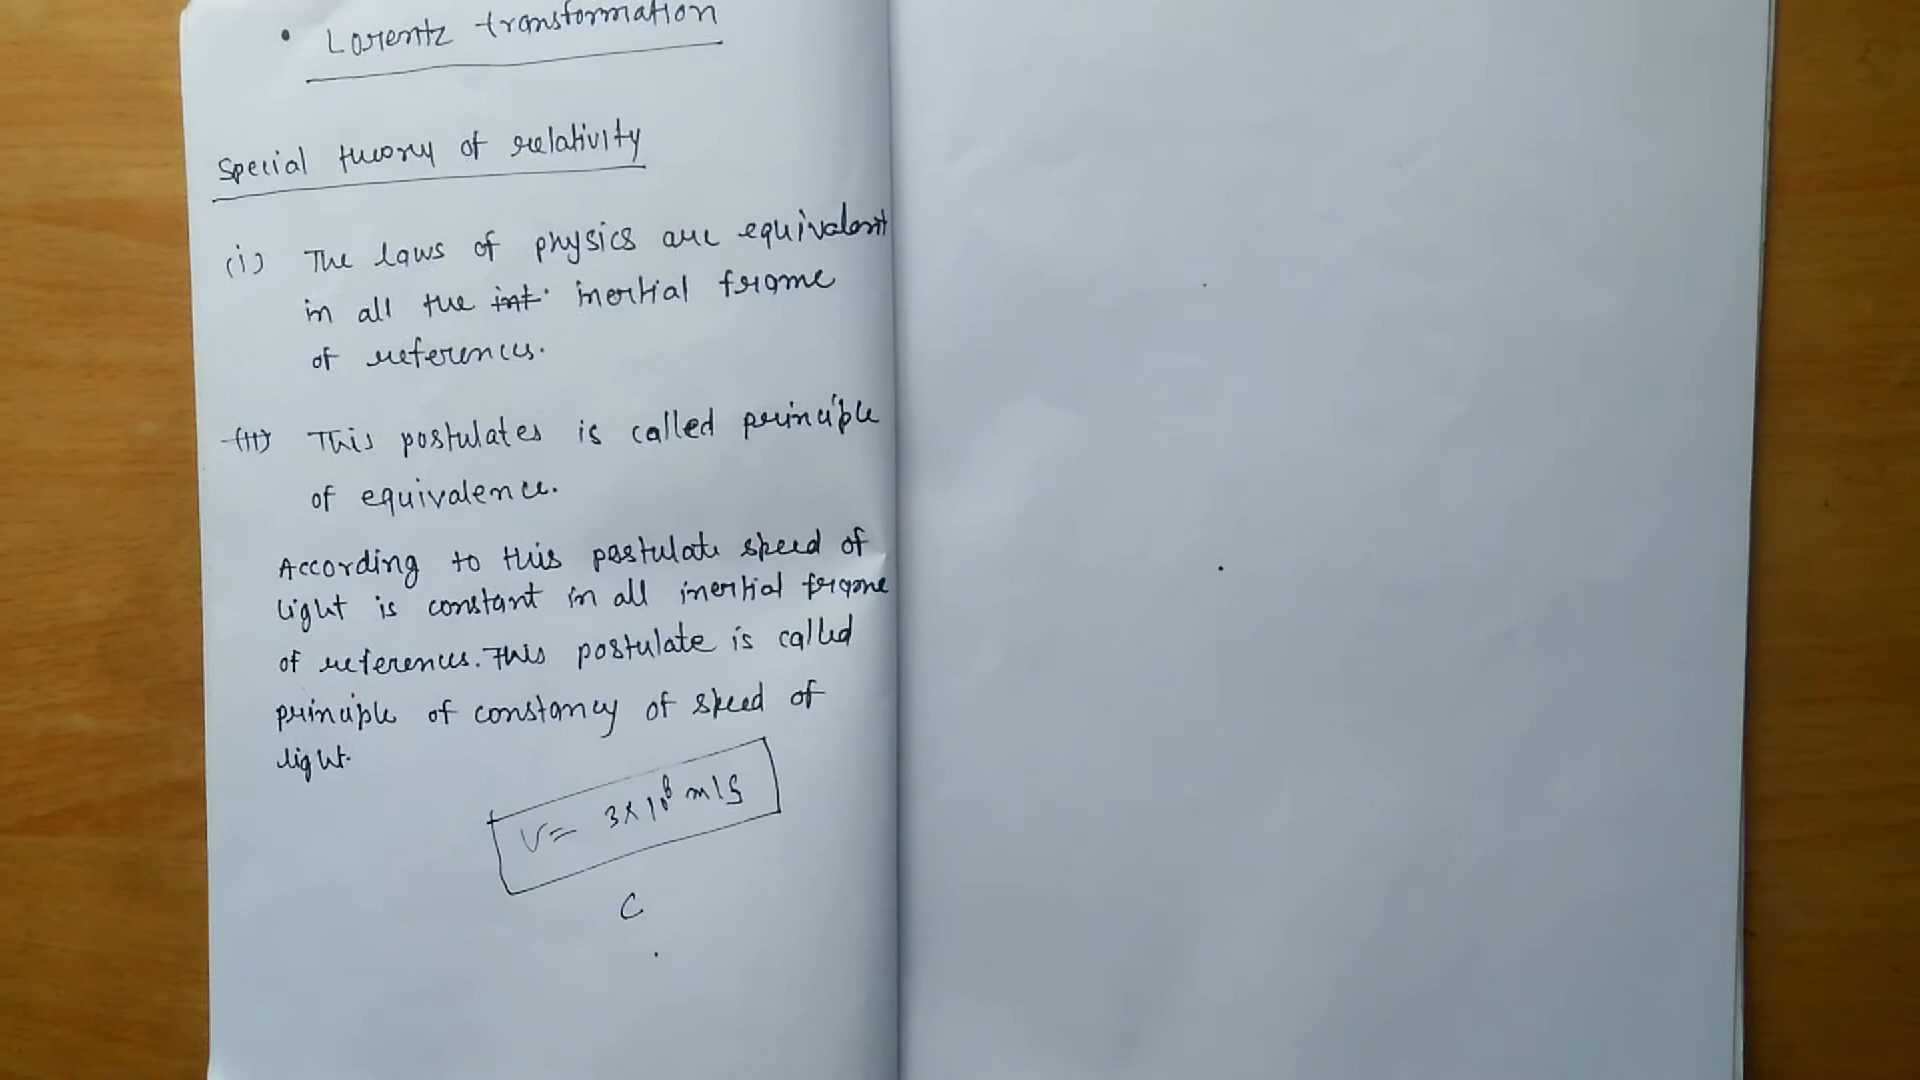 • Lorentz transformation
Special theory of relativity
(i) The laws of physics are equivalent
in all the int. inertial frame
of references.
(II) This postulates is called principle
of equivalence.
According to this postulate speed of
light is constant in all inertial frame
of references. This postulate is called
principle of constancy of speed of
light.
V= 3×10⁸ m/s
C